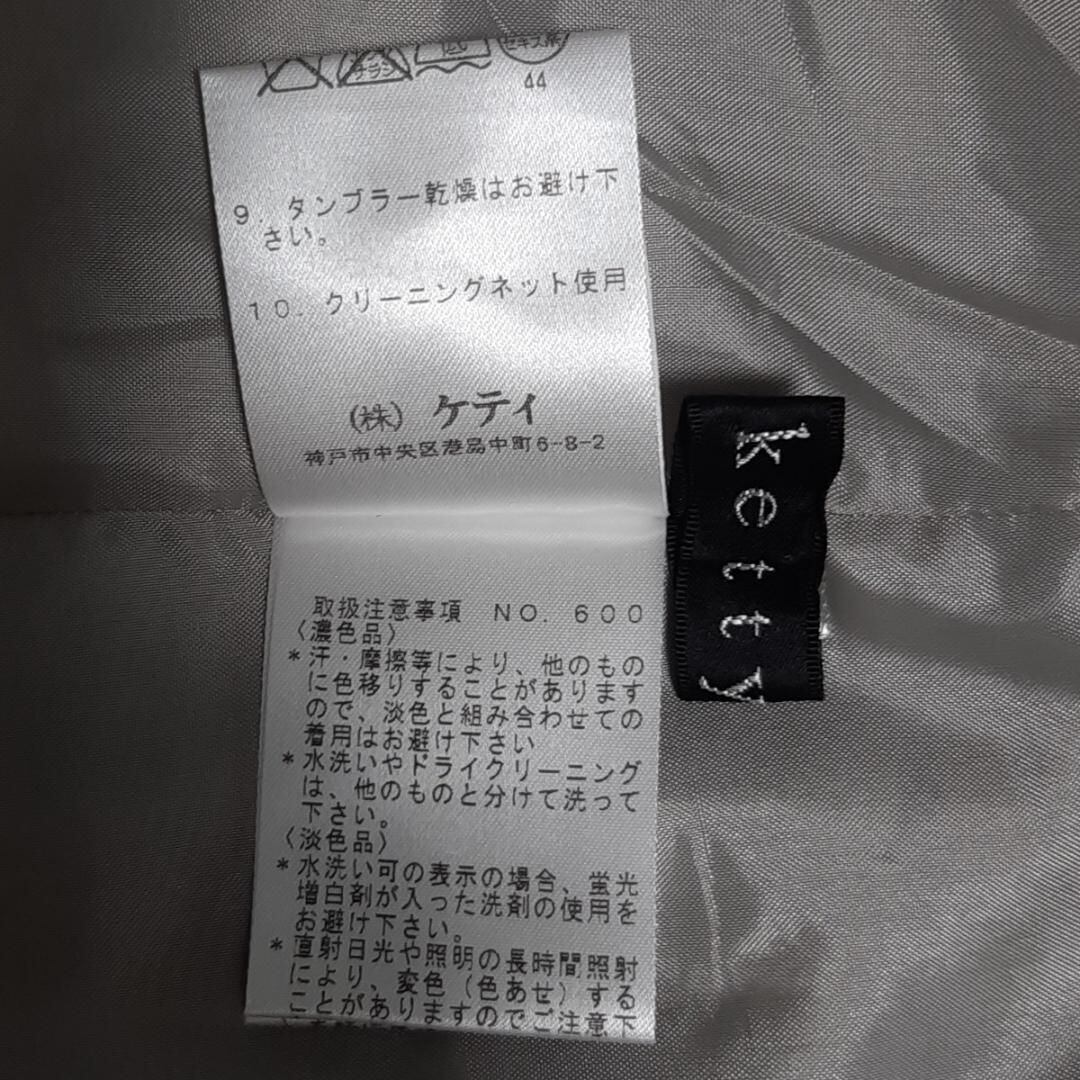 チラシ
セキユ系
44
9. タンブラー乾燥はお避け下
さい。
10. クリーニングネット使用
(株) ケティ
神戸市中央区港島中町6-8-2
ketty
取扱注意事項 NO. 600
〈濃色品〉
*汗・摩擦等により、他のもの
に色移りすることがあります
ので、淡色と組み合わせての
着用はお避け下さい
*水洗いやドライクリーニング
は、他のものと分けて洗って
下さい。
〈淡色品〉
*水洗い可の表示の場合、蛍光
増白剤が入った洗剤の使用を
お避け下さい。
*直射日光や照明の長時間照射
により、変色(色あせ)する
ことがありますのでご注意下